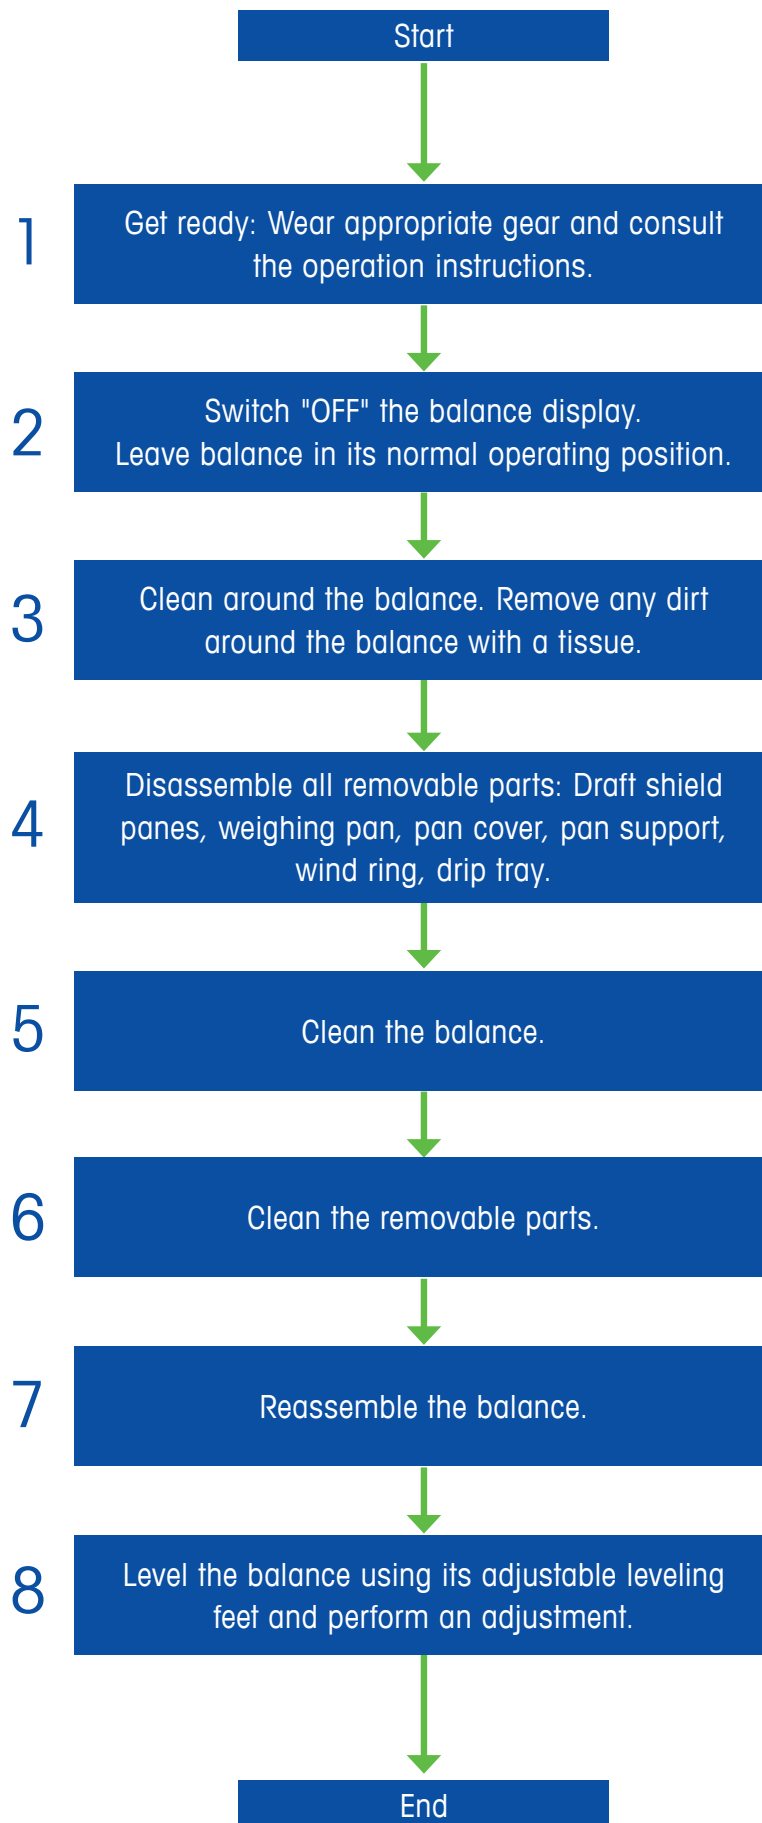 Start
1
Get ready: Wear appropriate gear and consult
the operation instructions.
2
Switch "OFF" the balance display.
Leave balance in its normal operating position.
3
Clean around the balance. Remove any dirt
around the balance with a tissue.
4
Disassemble all removable parts: Draft shield
panes, weighing pan, pan cover, pan support,
wind ring, drip tray.
5
Clean the balance.
6
Clean the removable parts.
7
Reassemble the balance.
8
Level the balance using its adjustable leveling
feet and perform an adjustment.
End